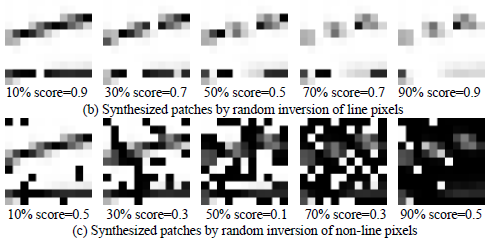 10% score=0.9 30% score=0.7 50% score=0.5 70% score=0.7 90% score=0.9
(b) Synthesized patches by random inversion of line pixels
10% score=0.5 30% score=0.3 50% score=0.1 70% score=0.3 90% score=0.5
(c) Synthesized patches by random inversion of non-line pixels